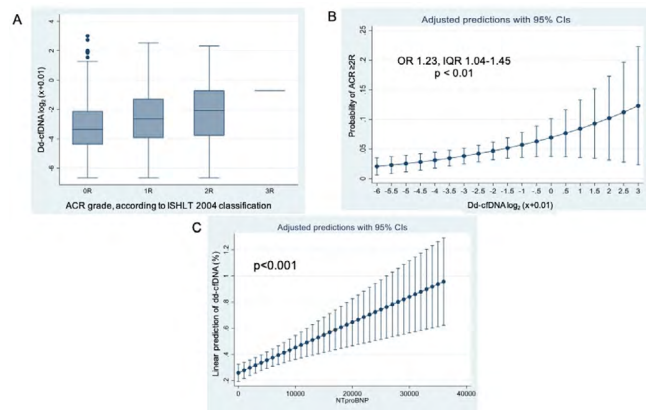 A
Dd-cfDNA log2 (x+0.01)
4
2
0
-2
-4
-6
0R
1R
2R
3R
ACR grade, according to ISHLT 2004 classification
B
Adjusted predictions with 95% CIs
OR 1.23, IQR 1.04-1.45
p < 0.01
Probability of ACR ≥2R
.25
.2
.15
.1
.05
0
-6 -5.5 -5 -4.5 -4 -3.5 -3 -2.5 -2 -1.5 -1 -.5 0 .5 1 1.5 2 2.5 3
Dd-cfDNA log₂ (x+0.01)
C
Adjusted predictions with 95% CIs
p<0.001
Linear prediction of dd-cfDNA (%)
1.2
1
.8
.6
.4
.2
0 10000 20000 30000 40000
NTproBNP